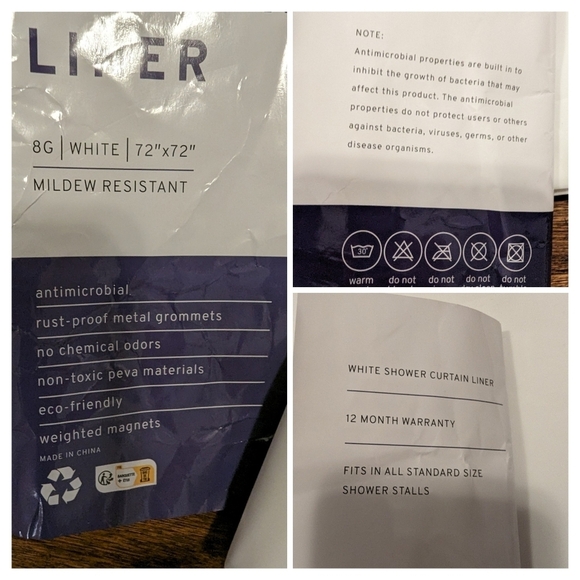 LINER
8G | WHITE | 72"x72"
MILDEW RESISTANT
antimicrobial
rust-proof metal grommets
no chemical odors
non-toxic peva materials
eco-friendly
weighted magnets
MADE IN CHINA
NOTE:
Antimicrobial properties are built in to
inhibit the growth of bacteria that may
affect this product. The antimicrobial
properties do not protect users or others
against bacteria, viruses, germs, or other
disease organisms.
30°
warm do not do not do not do not
WHITE SHOWER CURTAIN LINER
12 MONTH WARRANTY
FITS IN ALL STANDARD SIZE
SHOWER STALLS